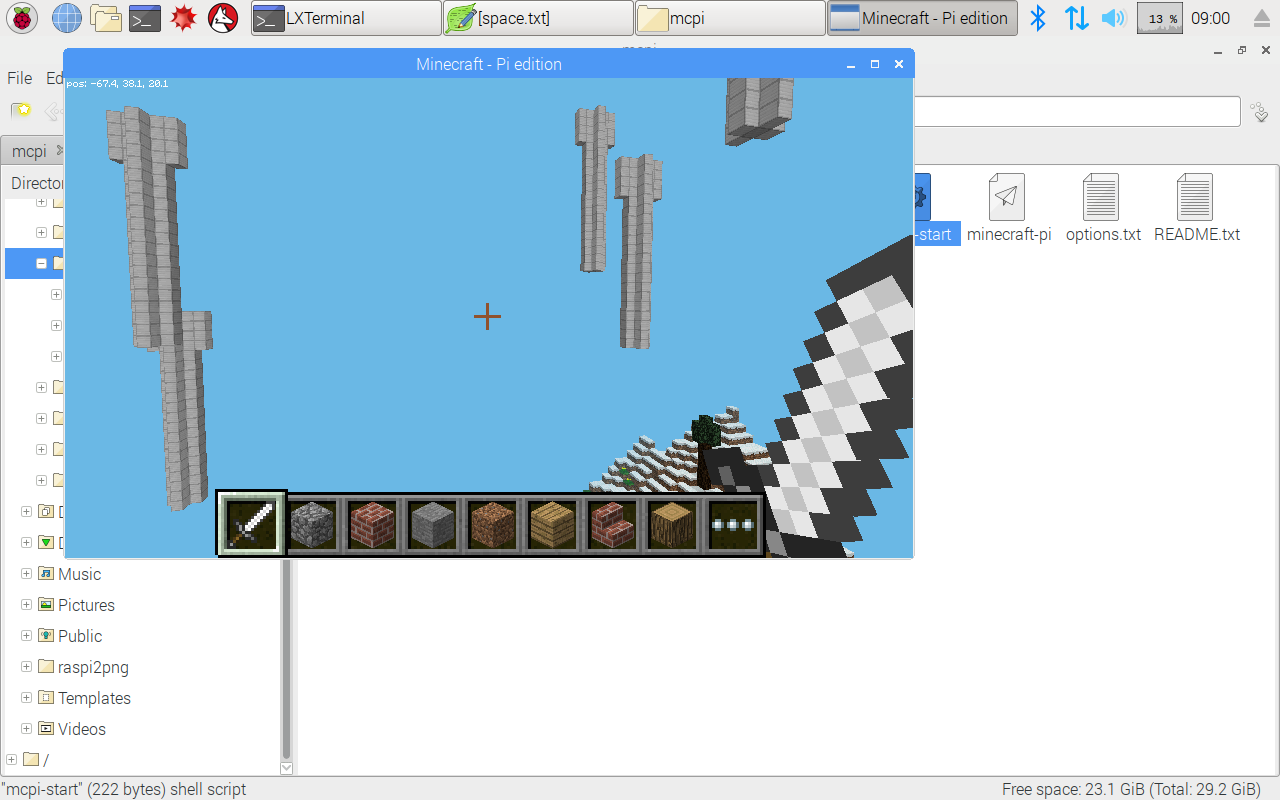 LXTerminal
[space.txt]
mcpi
Minecraft - Pi edition
13 %
09:00
Minecraft - Pi edition
File
Ed
pos: -67.4, 38.1, 20.1
mcpi
Director
-start
minecraft-pi
options.txt
README.txt
Music
Pictures
Public
raspi2png
Templates
Videos
/
"mcpi-start" (222 bytes) shell script
Free space: 23.1 GiB (Total: 29.2 GiB)